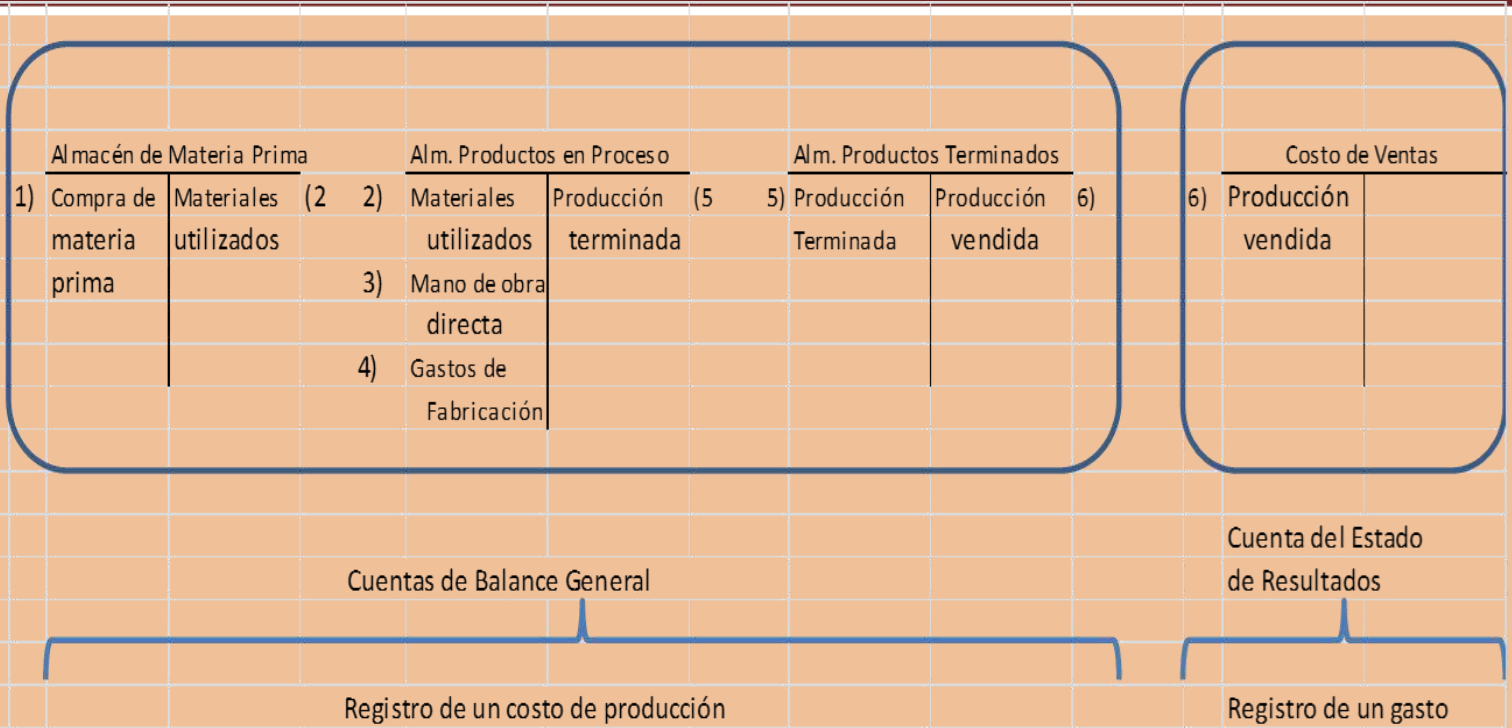 Almacén de Materia Prima Alm. Productos en Proceso Alm. Productos Terminados Costo de Ventas
1) Compra de Materiales (2 2) Materiales Producción (5 5) Producción Producción 6) 6) Producción
materia utilizados utilizados terminada Terminada vendida vendida
prima 3) Mano de obra
directa
4) Gastos de
Fabricación
Cuenta del Estado
Cuentas de Balance General de Resultados
Registro de un costo de producción Registro de un gasto